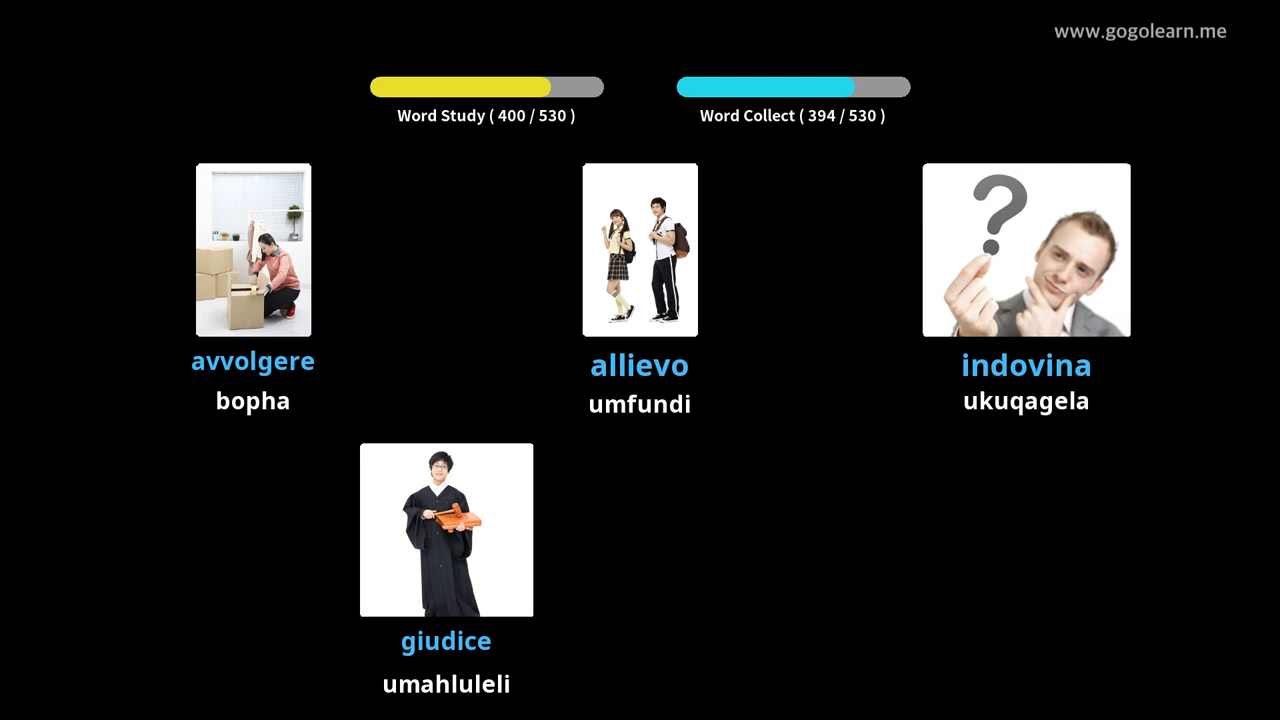 www.gogolearn.me
Word Study ( 400 / 530 )
Word Collect ( 394 / 530 )
avvolgere
bopha
allievo
umfundi
indovina
ukuqagela
giudice
umahluleli